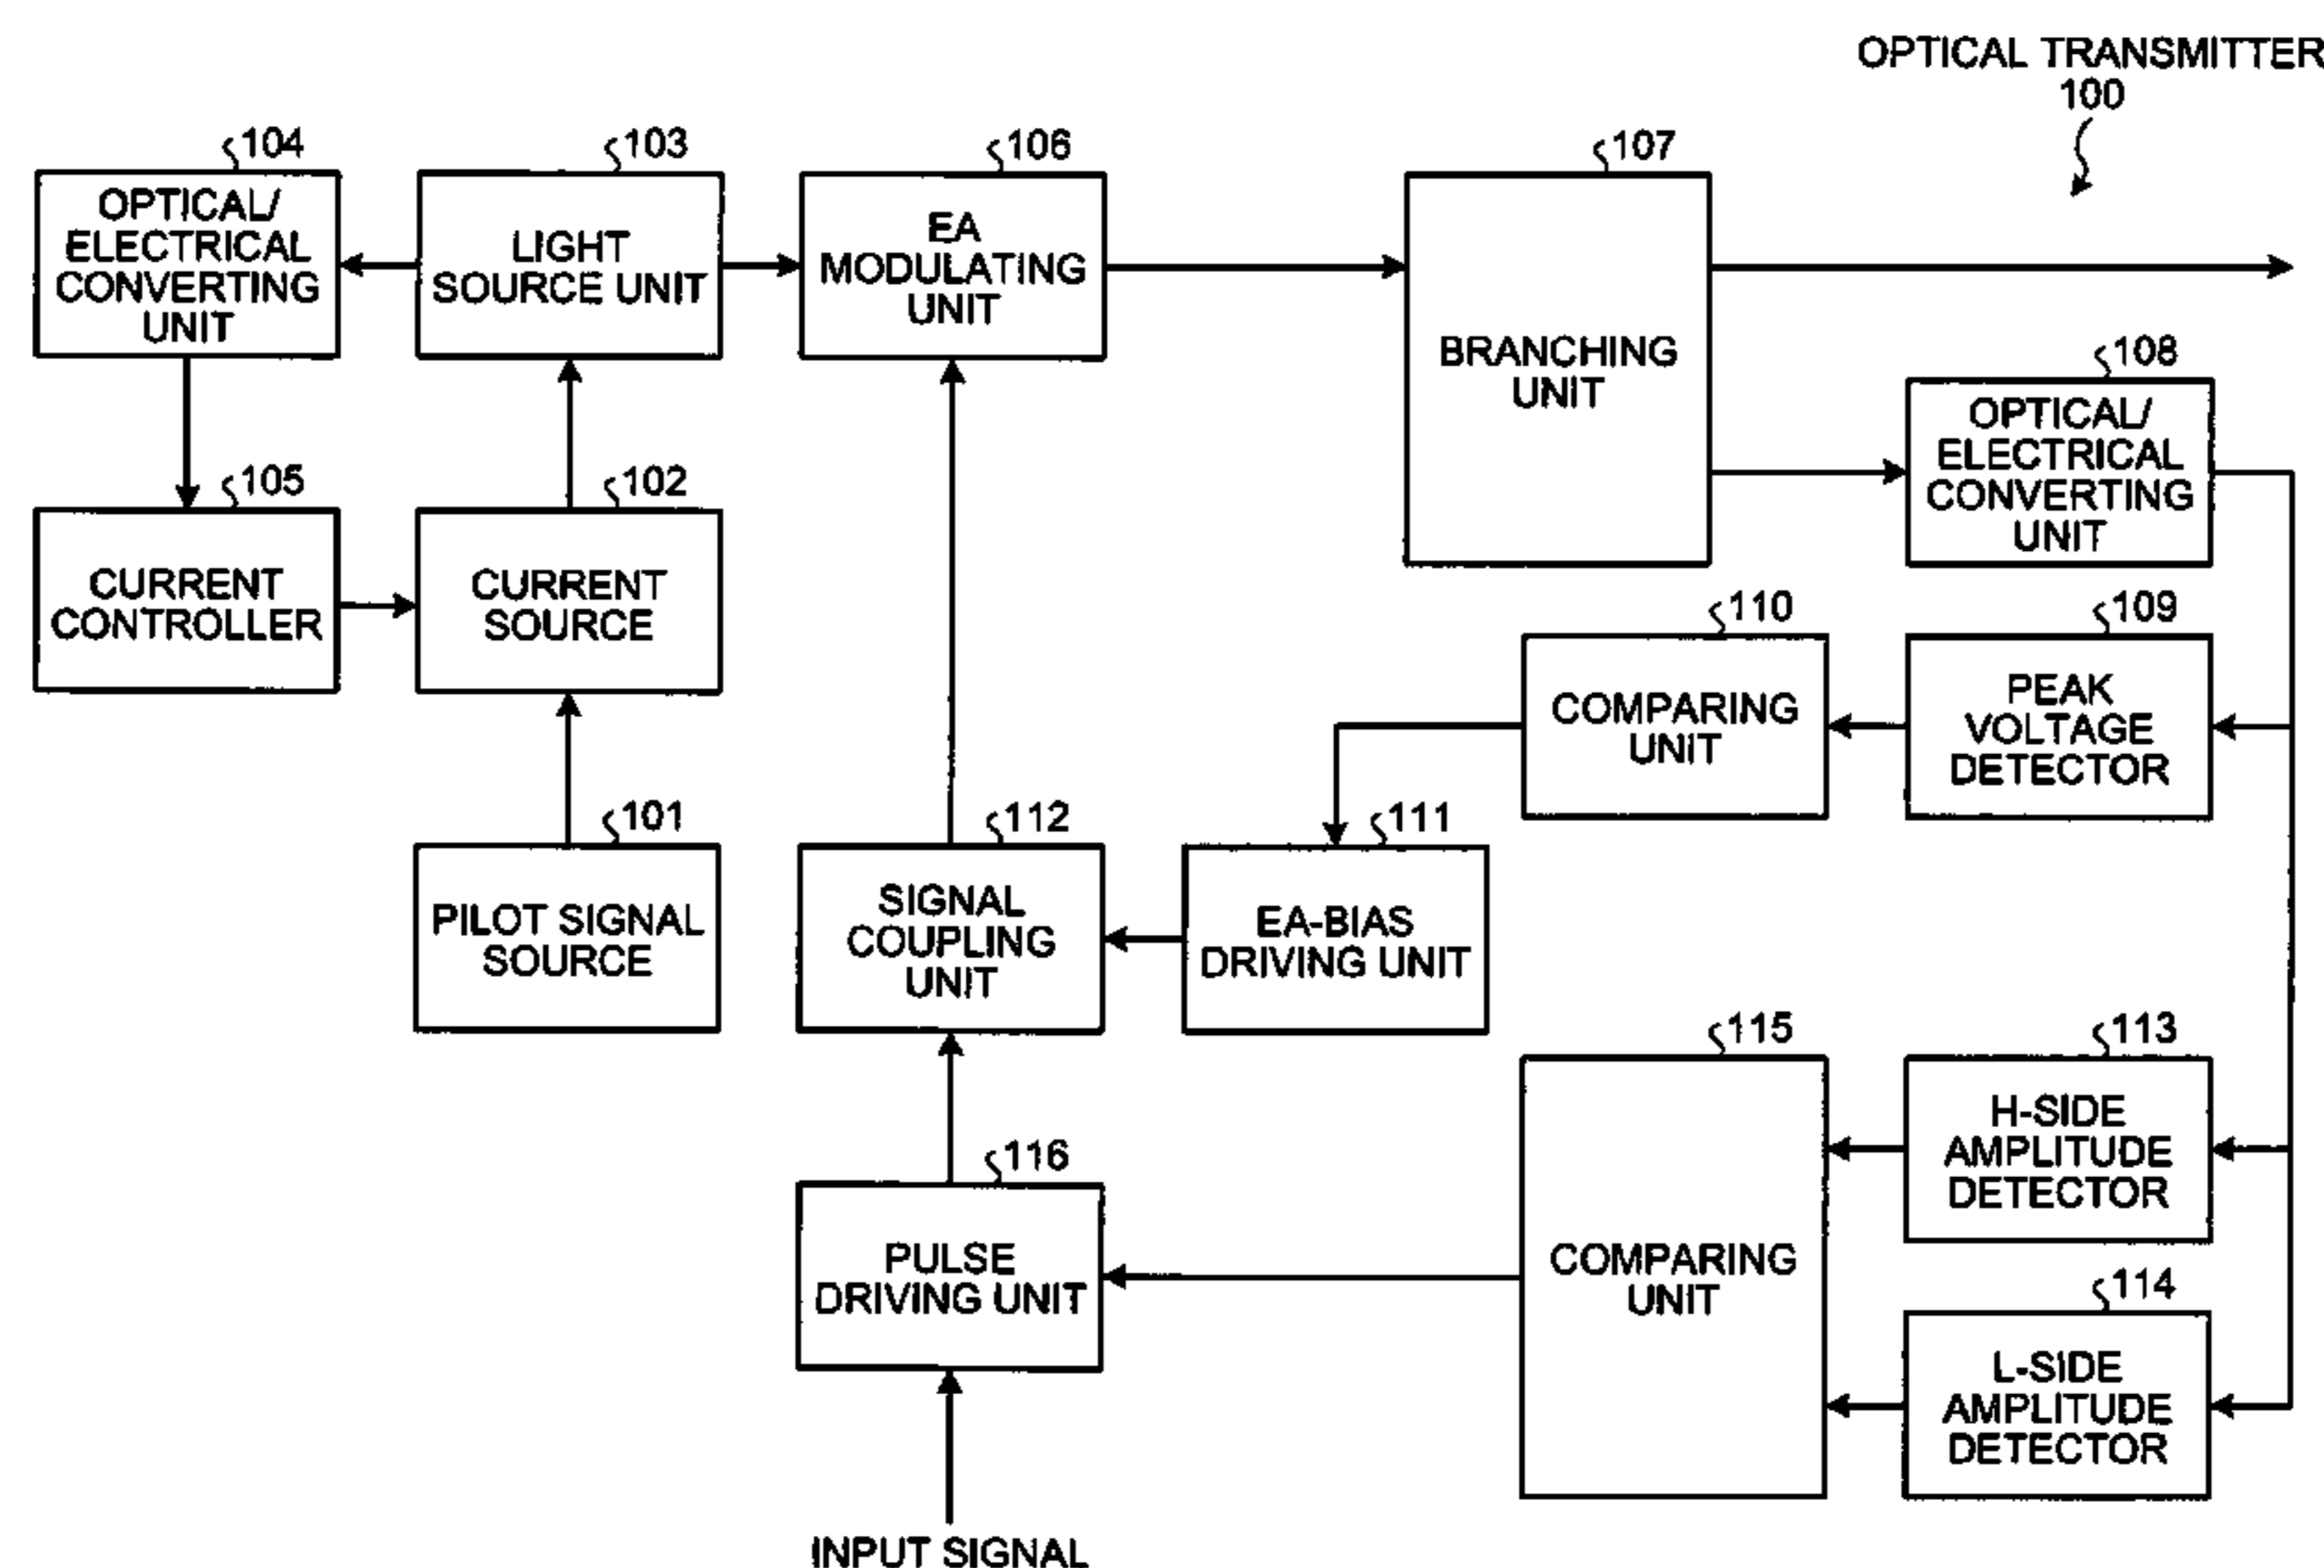 OPTICAL TRANSMITTER
100
104
OPTICAL/
ELECTRICAL
CONVERTING
UNIT
103
LIGHT
SOURCE UNIT
106
EA
MODULATING
UNIT
107
BRANCHING
UNIT
108
OPTICAL/
ELECTRICAL
CONVERTING
UNIT
105
CURRENT
CONTROLLER
102
CURRENT
SOURCE
110
COMPARING
UNIT
109
PEAK
VOLTAGE
DETECTOR
101
PILOT SIGNAL
SOURCE
112
SIGNAL
COUPLING
UNIT
111
EA-BIAS
DRIVING UNIT
115
COMPARING
UNIT
113
H-SIDE
AMPLITUDE
DETECTOR
116
PULSE
DRIVING UNIT
114
L-SIDE
AMPLITUDE
DETECTOR
INPUT SIGNAL